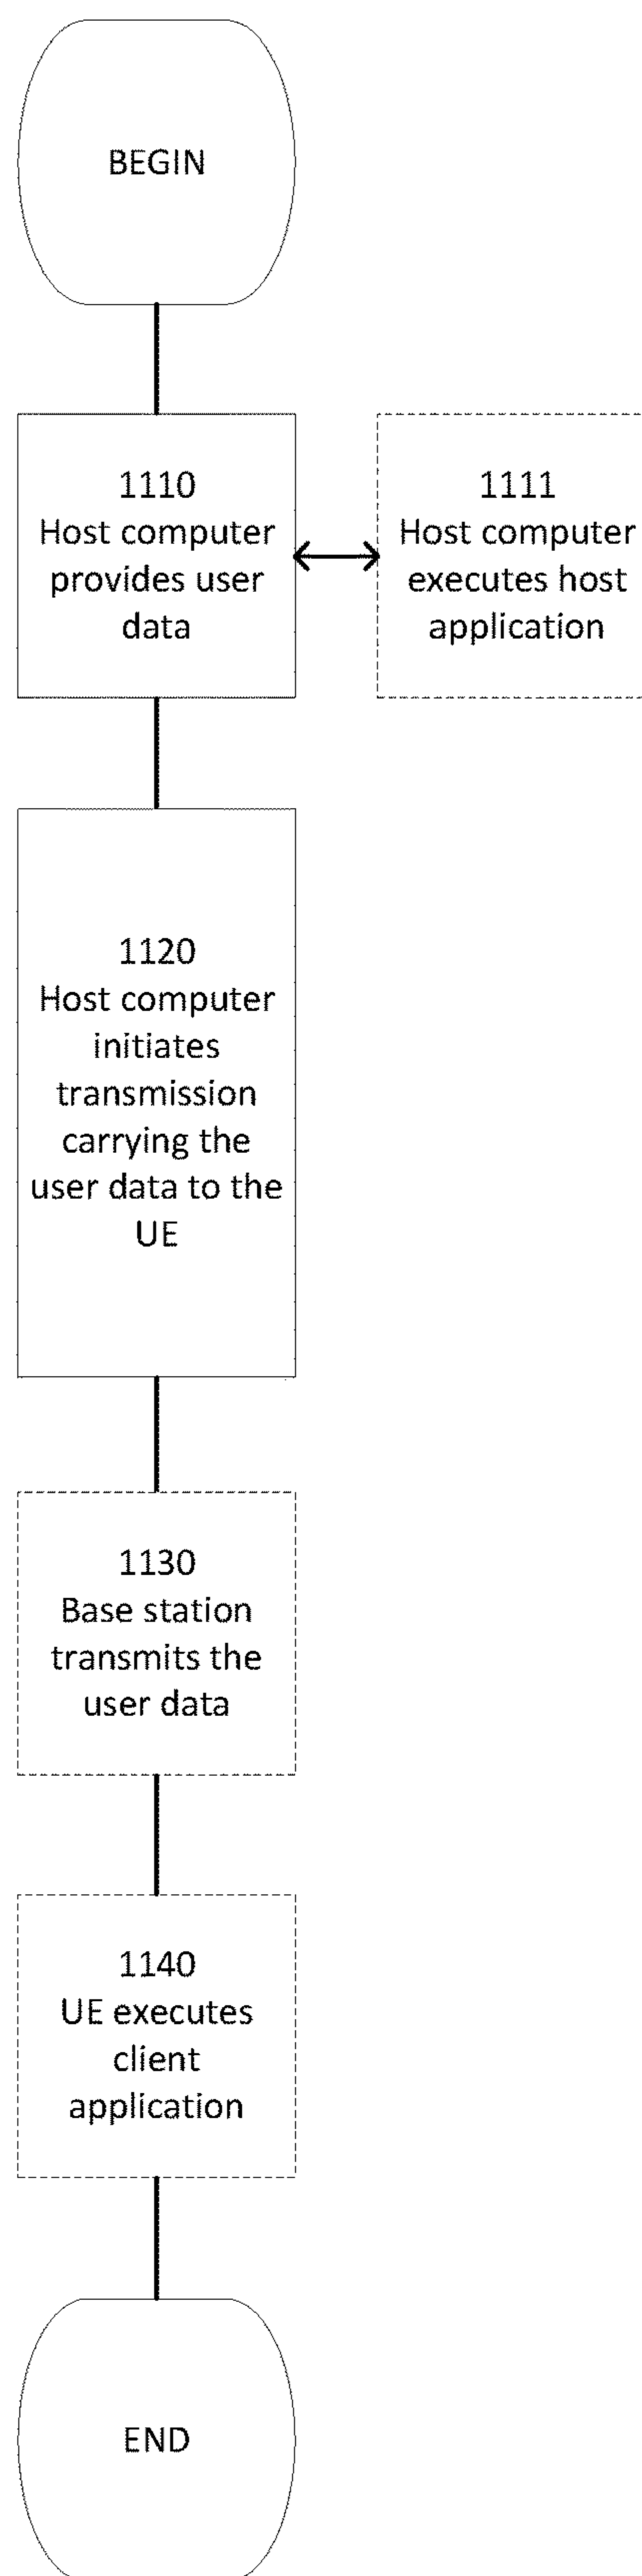 BEGIN
1110
Host computer
provides user
data
1111
Host computer
executes host
application
1120
Host computer
initiates
transmission
carrying the
user data to the
UE
1130
Base station
transmits the
user data
1140
UE executes
client
application
END